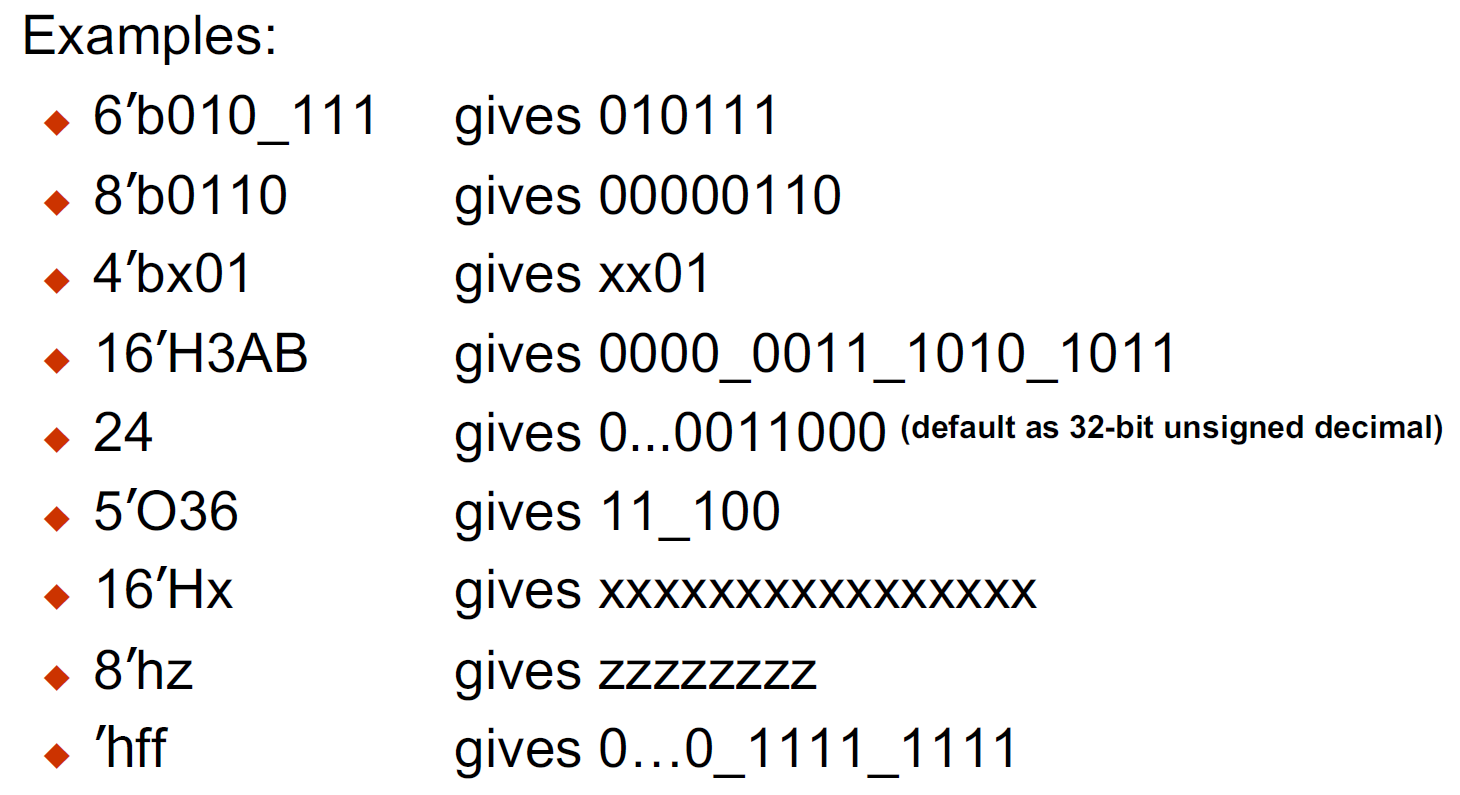 Examples:
◆ 6′b010_111 gives 010111
◆ 8′b0110 gives 00000110
◆ 4′bx01 gives xx01
◆ 16′H3AB gives 0000_0011_1010_1011
◆ 24 gives 0...0011000 (default as 32-bit unsigned decimal)
◆ 5′O36 gives 11_100
◆ 16′Hx gives xxxxxxxxxxxxxxxx
◆ 8′hz gives zzzzzzzz
◆ ′hff gives 0…0_1111_1111